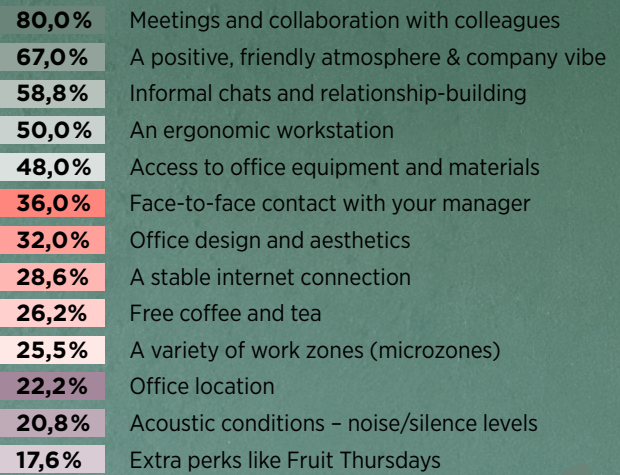 80,0% Meetings and collaboration with colleagues
67,0% A positive, friendly atmosphere & company vibe
58,8% Informal chats and relationship-building
50,0% An ergonomic workstation
48,0% Access to office equipment and materials
36,0% Face-to-face contact with your manager
32,0% Office design and aesthetics
28,6% A stable internet connection
26,2% Free coffee and tea
25,5% A variety of work zones (microzones)
22,2% Office location
20,8% Acoustic conditions – noise/silence levels
17,6% Extra perks like Fruit Thursdays